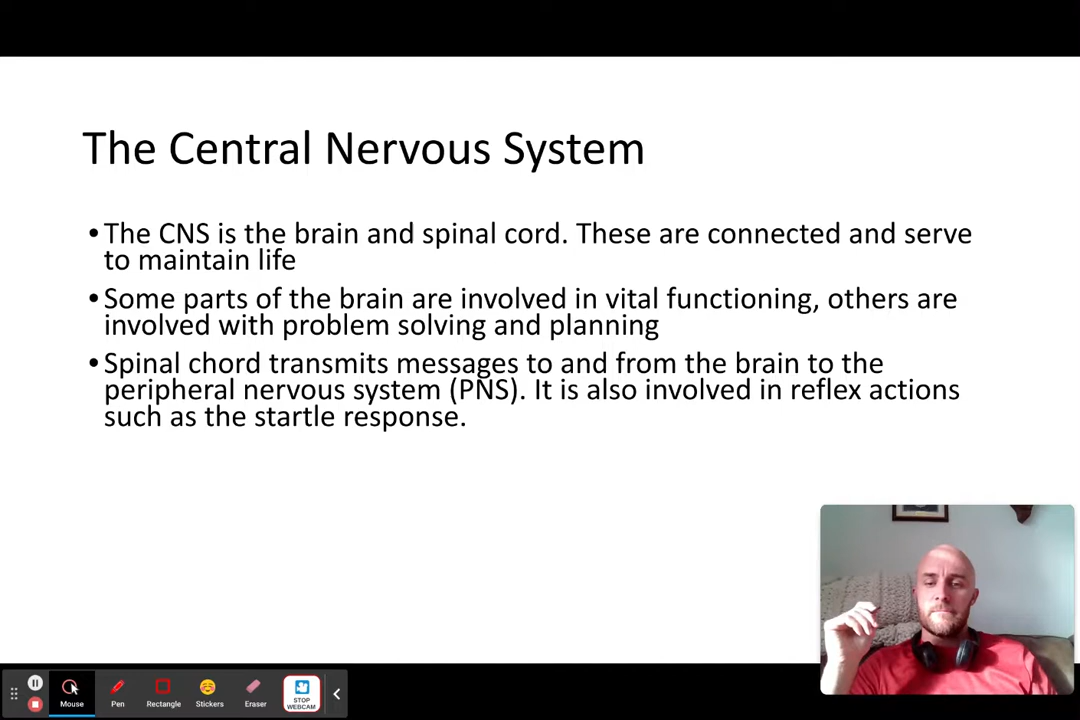 The Central Nervous System
•The CNS is the brain and spinal cord. These are connected and serve
to maintain life
•Some parts of the brain are involved in vital functioning, others are
involved with problem solving and planning
•Spinal chord transmits messages to and from the brain to the
peripheral nervous system (PNS). It is also involved in reflex actions
such as the startle response.
Mouse
Pen
Rectangle
Stickers
Eraser
STOP
WEBCAM